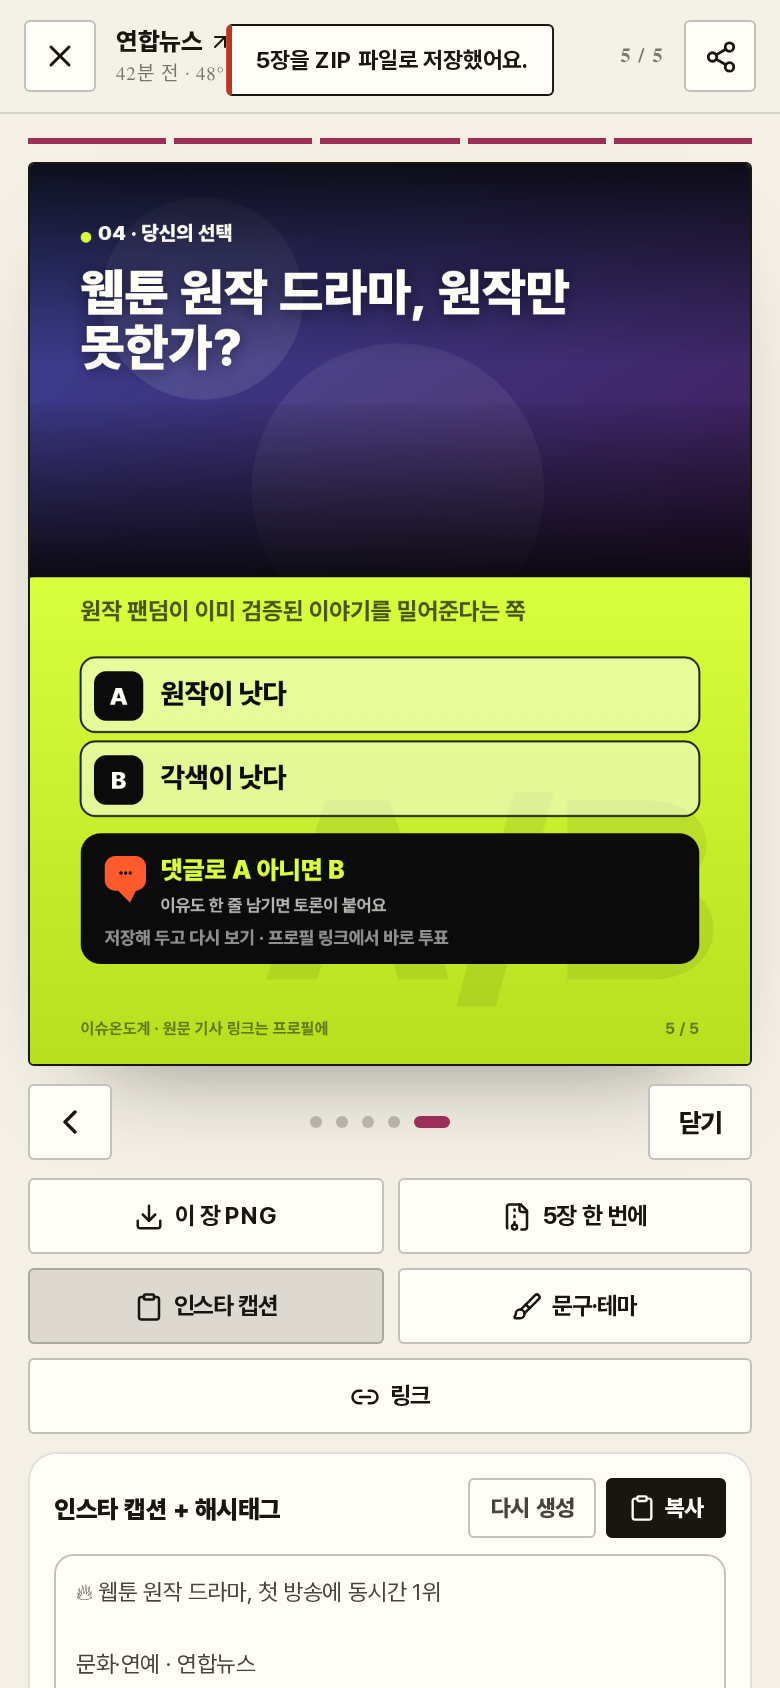 연합뉴스
42분 전 · 48°
5장을 ZIP 파일로 저장했어요.
5 / 5
04 · 당신의 선택
웹툰 원작 드라마, 원작만
못한가?
원작 팬덤이 이미 검증된 이야기를 밀어준다는 쪽
A 원작이 낫다
B 각색이 낫다
댓글로 A 아니면 B
이유도 한 줄 남기면 토론이 붙어요
저장해 두고 다시 보기 · 프로필 링크에서 바로 투표
A/B
이슈온도계 · 원문 기사 링크는 프로필에
5 / 5
닫기
이 장 PNG
5장 한 번에
인스타 캡션
문구·테마
링크
인스타 캡션 + 해시태그
다시 생성
복사
🔥 웹툰 원작 드라마, 첫 방송에 동시간 1위
문화·연예 · 연합뉴스